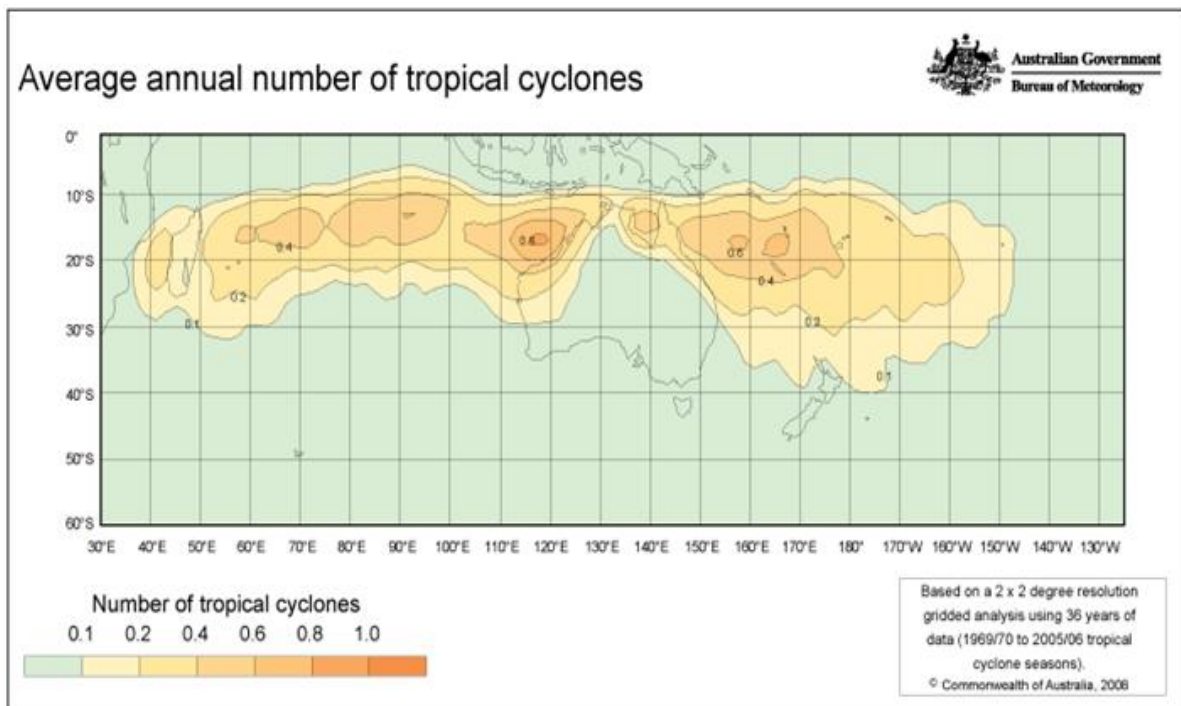 Average annual number of tropical cyclones
Australian Government
Bureau of Meteorology
0°
10°S
20°S
30°S
40°S
50°S
60°S
0.4
0.2
0.1
0.6
0.6
0.4
0.2
0.1
30°E 40°E 50°E 60°E 70°E 80°E 90°E 100°E 110°E 120°E 130°E 140°E 150°E 160°E 170°E 180° 170°W 160°W 150°W 140°W 130°W
Number of tropical cyclones
0.1 0.2 0.4 0.6 0.8 1.0
Based on a 2 x 2 degree resolution
gridded analysis using 36 years of
data (1969/70 to 2005/06 tropical
cyclone seasons).
© Commonwealth of Australia, 2008